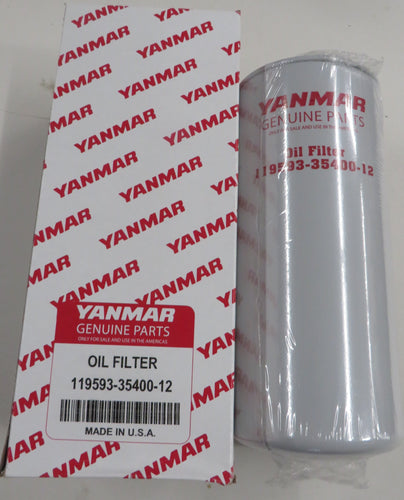 YANMAR
YANMAR
YANMAR
YANMAR
YANMAR
YANMAR
YANMAR
YANMAR
GENUINE PARTS
ONLY FOR SALE AND USE IN THE AMERICAS
OIL FILTER
119593-35400-12
MADE IN U.S.A.
YANMAR
GENUINE PARTS
ONLY FOR SALE AND USE IN THE AMERICAS
Oil Filter
119593-35400-12